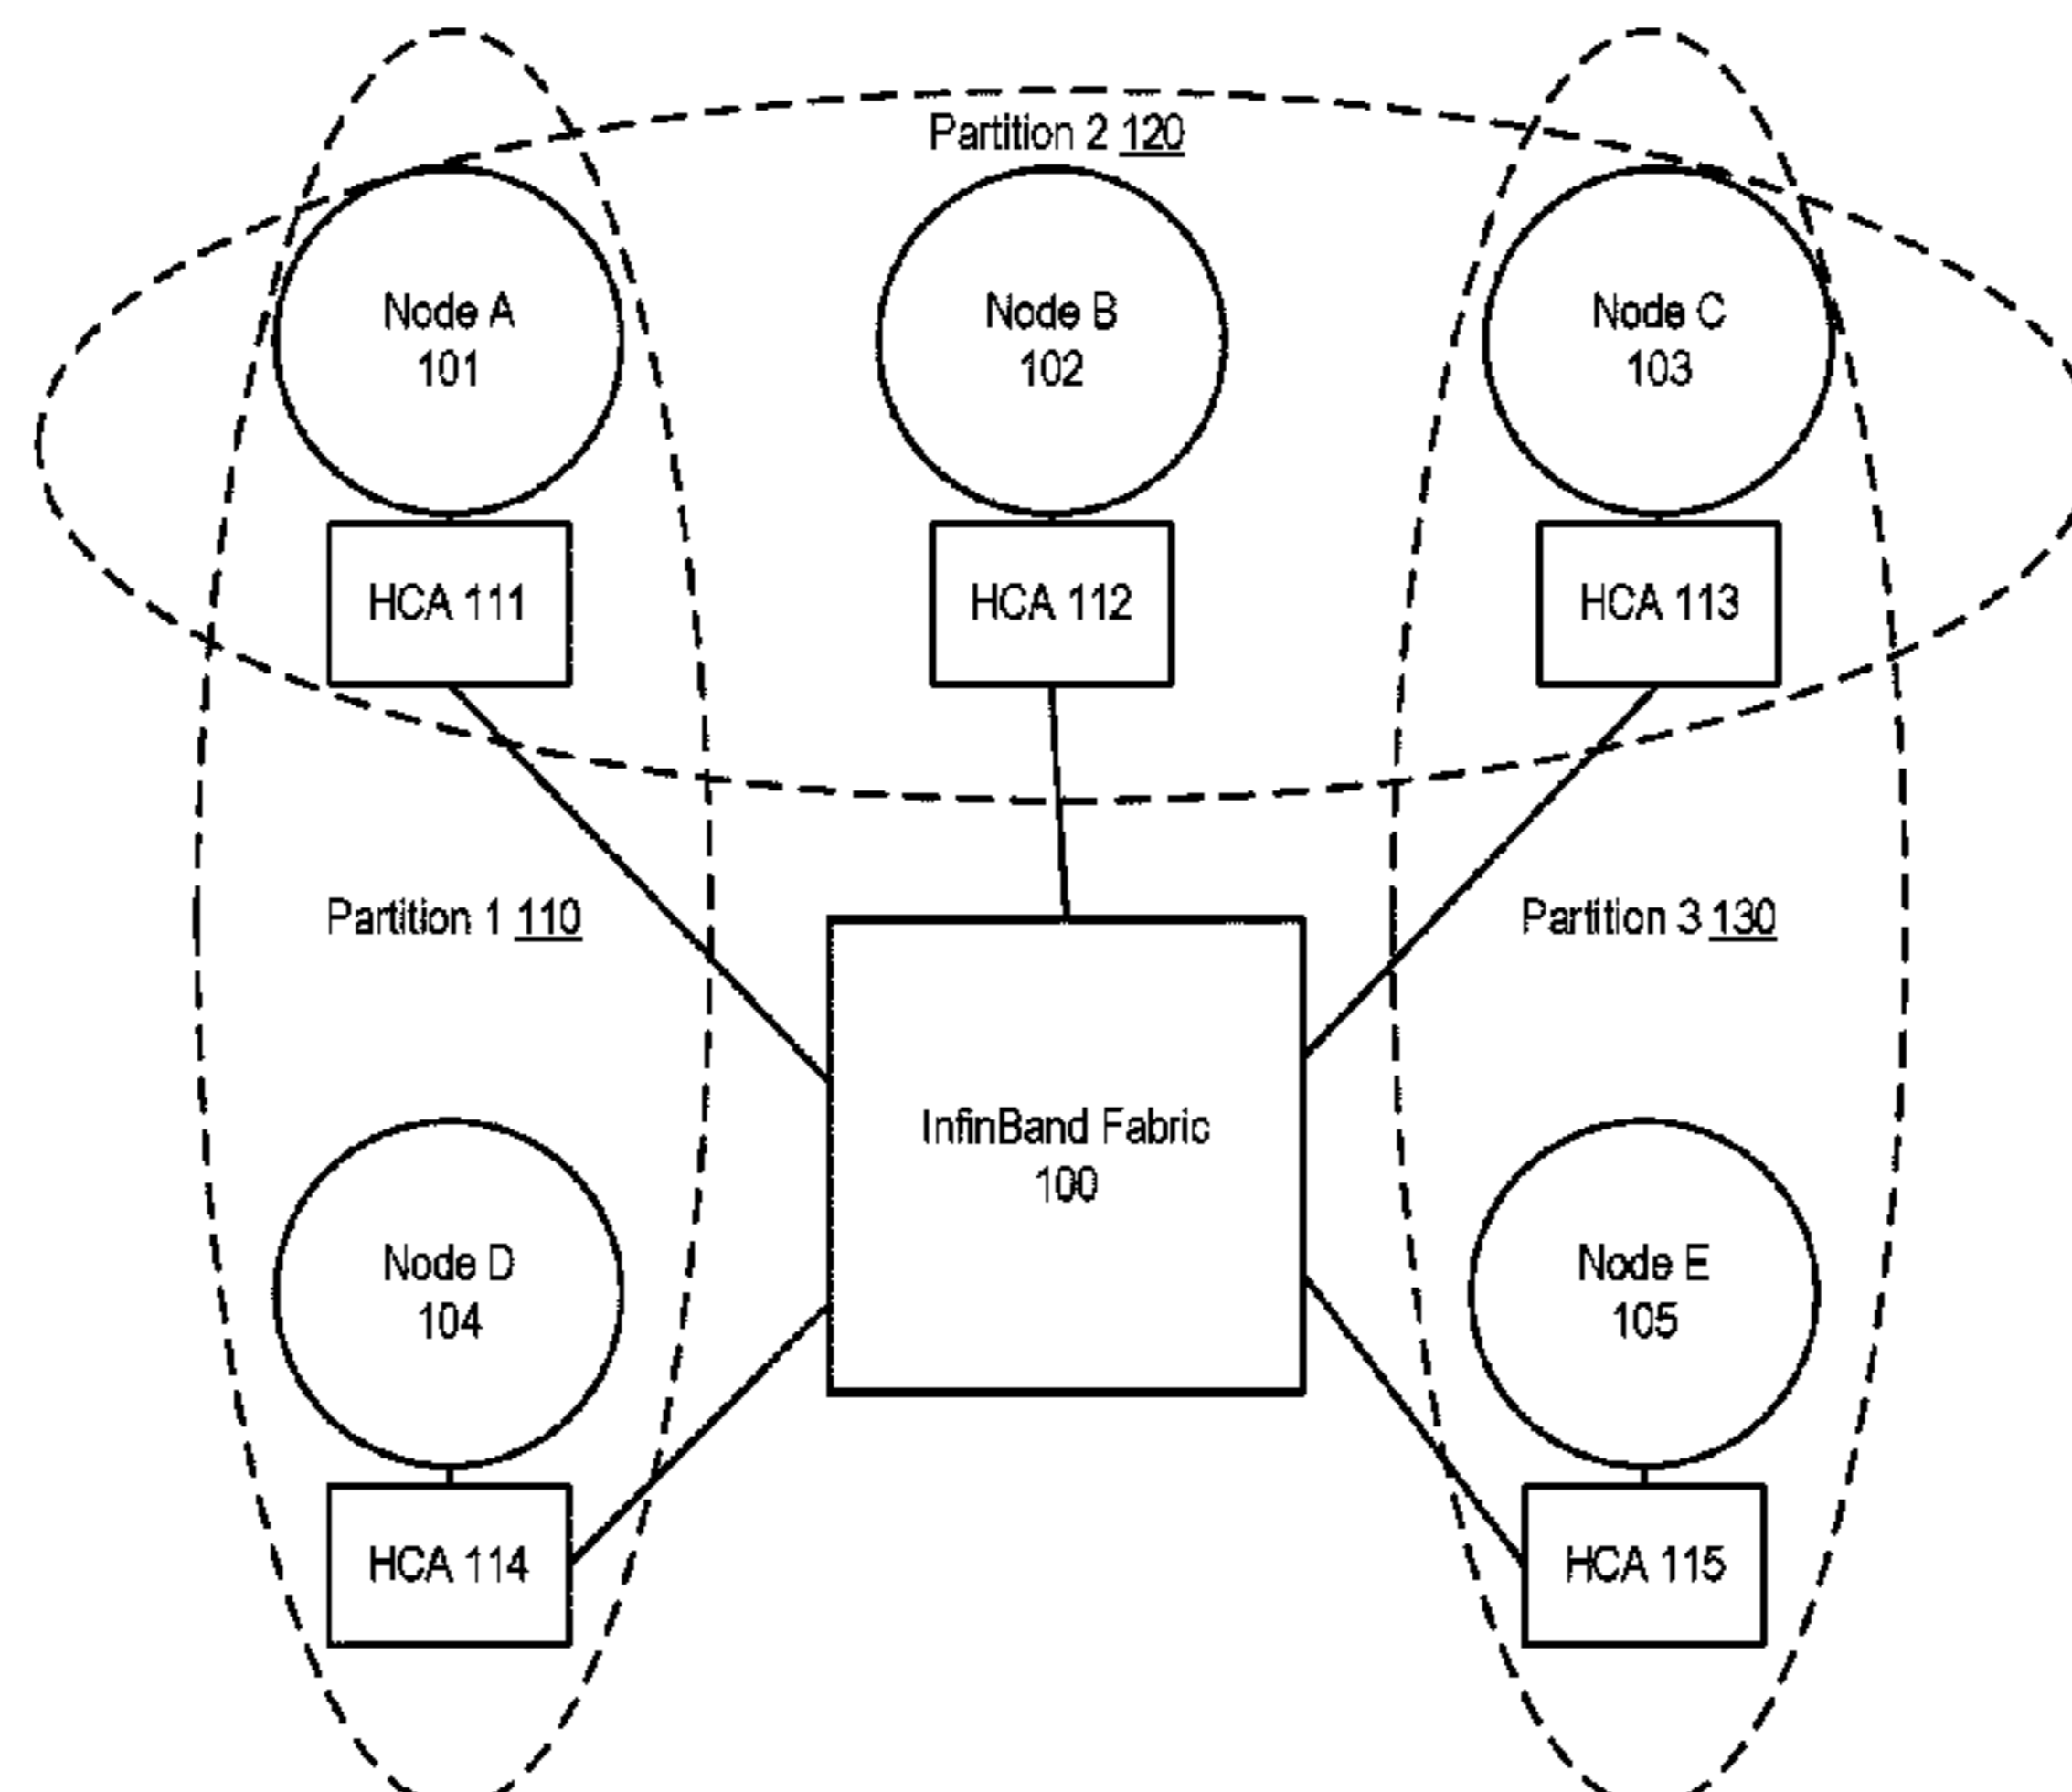 Partition 2 120
Node A
101
Node B
102
Node C
103
HCA 111
HCA 112
HCA 113
Partition 1 110
Partition 3 130
InfinBand Fabric
100
Node D
104
Node E
105
HCA 114
HCA 115